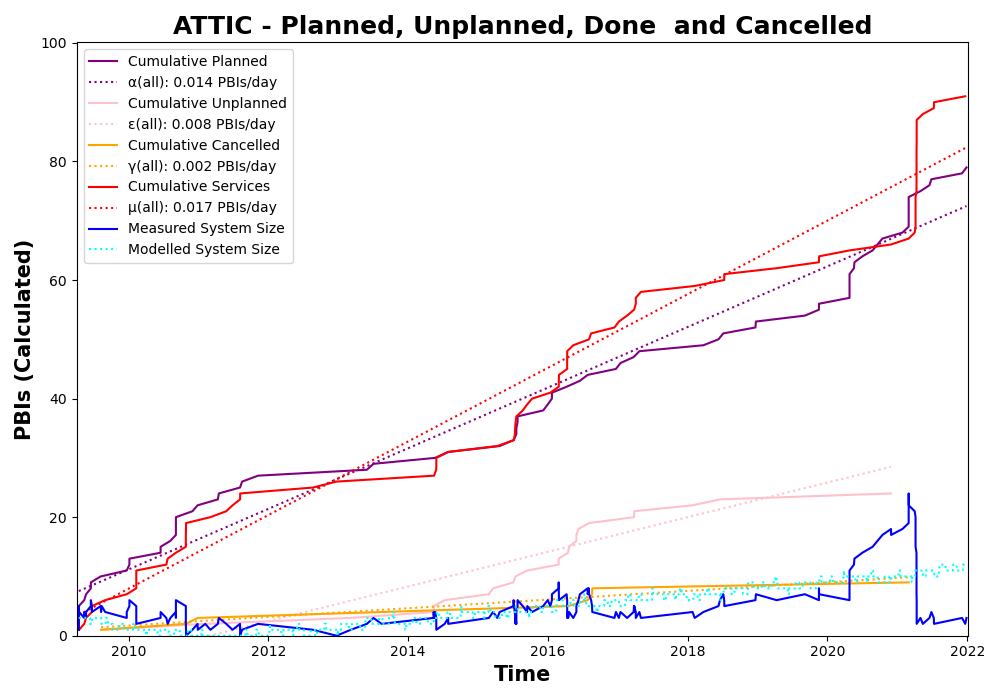 ATTIC - Planned, Unplanned, Done  and Cancelled
PBIs (Calculated)
100
80
60
40
20
0
Cumulative Planned
α(all): 0.014 PBIs/day
Cumulative Unplanned
ε(all): 0.008 PBIs/day
Cumulative Cancelled
γ(all): 0.002 PBIs/day
Cumulative Services
μ(all): 0.017 PBIs/day
Measured System Size
Modelled System Size
2010 2012 2014 2016 2018 2020 2022
Time